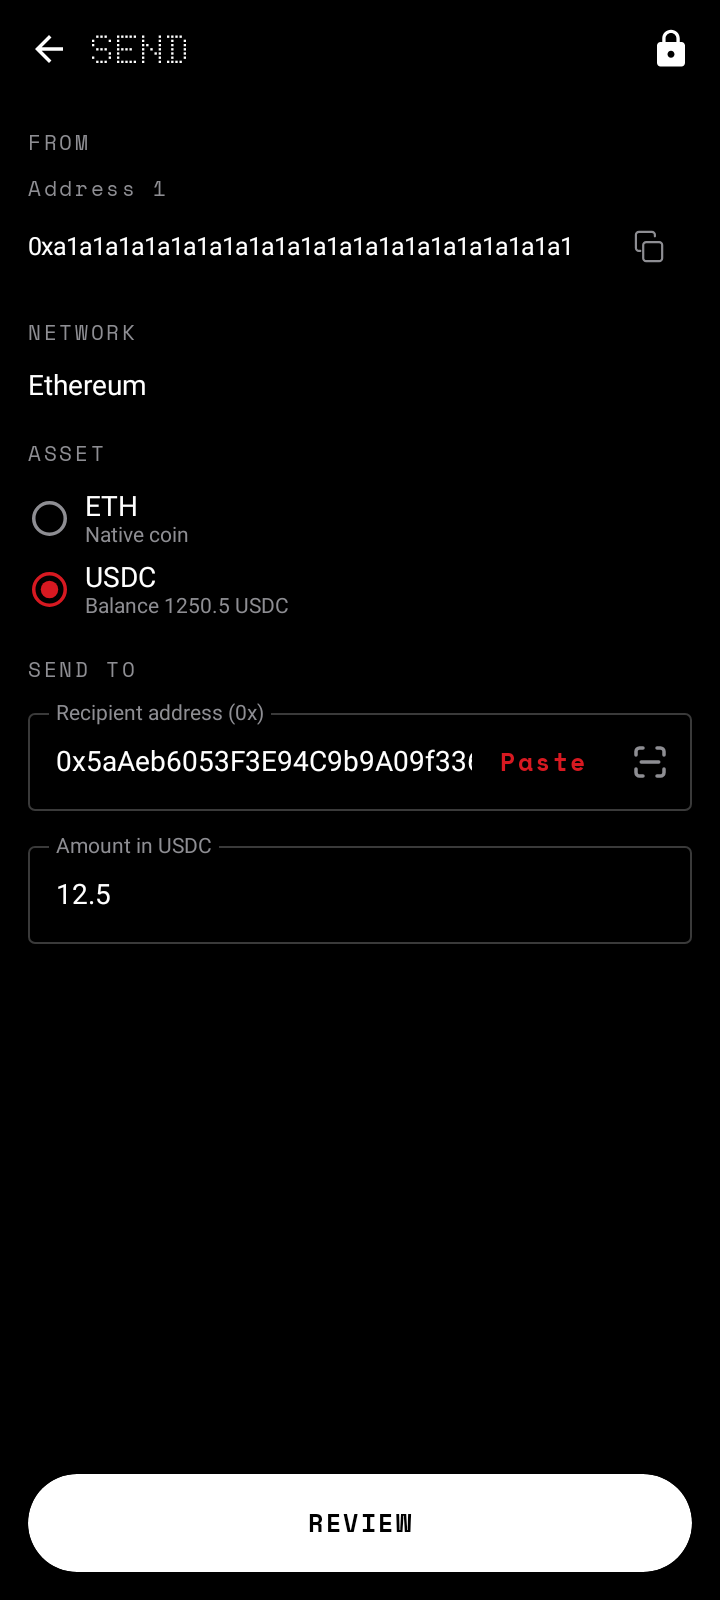 SEND
FROM
Address 1
0xa1a1a1a1a1a1a1a1a1a1a1a1a1a1a1a1a1a1a1a1
NETWORK
Ethereum
ASSET
ETH
Native coin
USDC
Balance 1250.5 USDC
SEND TO
Recipient address (0x)
0x5aAeb6053F3E94C9b9A09f336 Paste
Amount in USDC
12.5
REVIEW